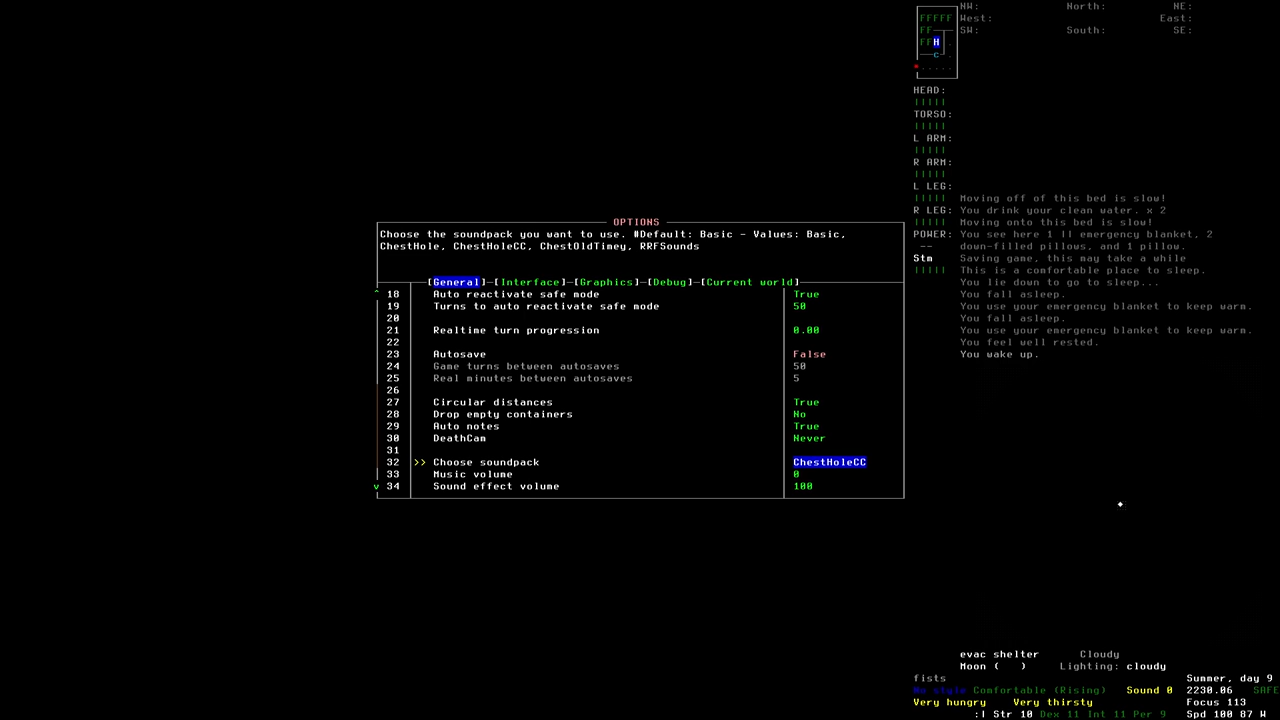 NW: North: NE:
West: East:
SW: South: SE:
FFFFF
FF
FFH
c
HEAD:
|||||
TORSO:
|||||
L ARM:
|||||
R ARM:
|||||
L LEG:
|||||
R LEG:
|||||
POWER:
--
Stm
|||||
Moving off of this bed is slow!
You drink your clean water. x 2
Moving onto this bed is slow!
You see here 1 ll emergency blanket, 2
down-filled pillows, and 1 pillow.
Saving game, this may take a while
This is a comfortable place to sleep.
You lie down to go to sleep...
You fall asleep.
You use your emergency blanket to keep warm.
You fall asleep.
You use your emergency blanket to keep warm.
You feel well rested.
You wake up.
OPTIONS
Choose the soundpack you want to use. #Default: Basic - Values: Basic,
ChestHole, ChestHoleCC, ChestOldTimey, RRFSounds
[General]-[Interface]-[Graphics]-[Debug]-[Current world]
^ 18 Auto reactivate safe mode True
19 Turns to auto reactivate safe mode 50
20
21 Realtime turn progression 0.00
22
23 Autosave False
24 Game turns between autosaves 50
25 Real minutes between autosaves 5
26
27 Circular distances True
28 Drop empty containers No
29 Auto notes True
30 DeathCam Never
31
32 >> Choose soundpack ChestHoleCC
33 Music volume 0
v 34 Sound effect volume 100
evac shelter Cloudy
Moon ( ) Lighting: cloudy
fists Summer, day 9
No style Comfortable (Rising) Sound 0 2230.06 SAFE
Very hungry Very thirsty Focus 113
:| Str 10 Dex 11 Int 11 Per 9 Spd 100 87 W